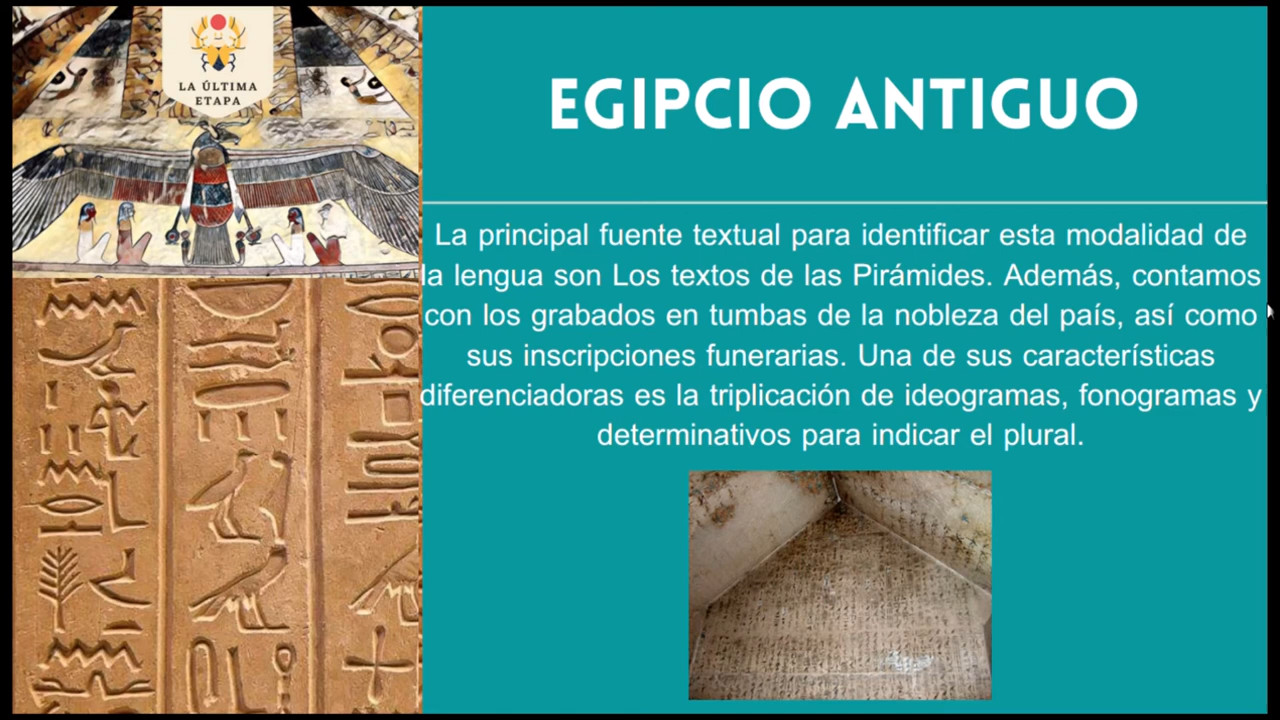 LA ÚLTIMA
ETAPA
EGIPCIO ANTIGUO
La principal fuente textual para identificar esta modalidad de
la lengua son Los textos de las Pirámides. Además, contamos
con los grabados en tumbas de la nobleza del país, así como
sus inscripciones funerarias. Una de sus características
diferenciadoras es la triplicación de ideogramas, fonogramas y
determinativos para indicar el plural.